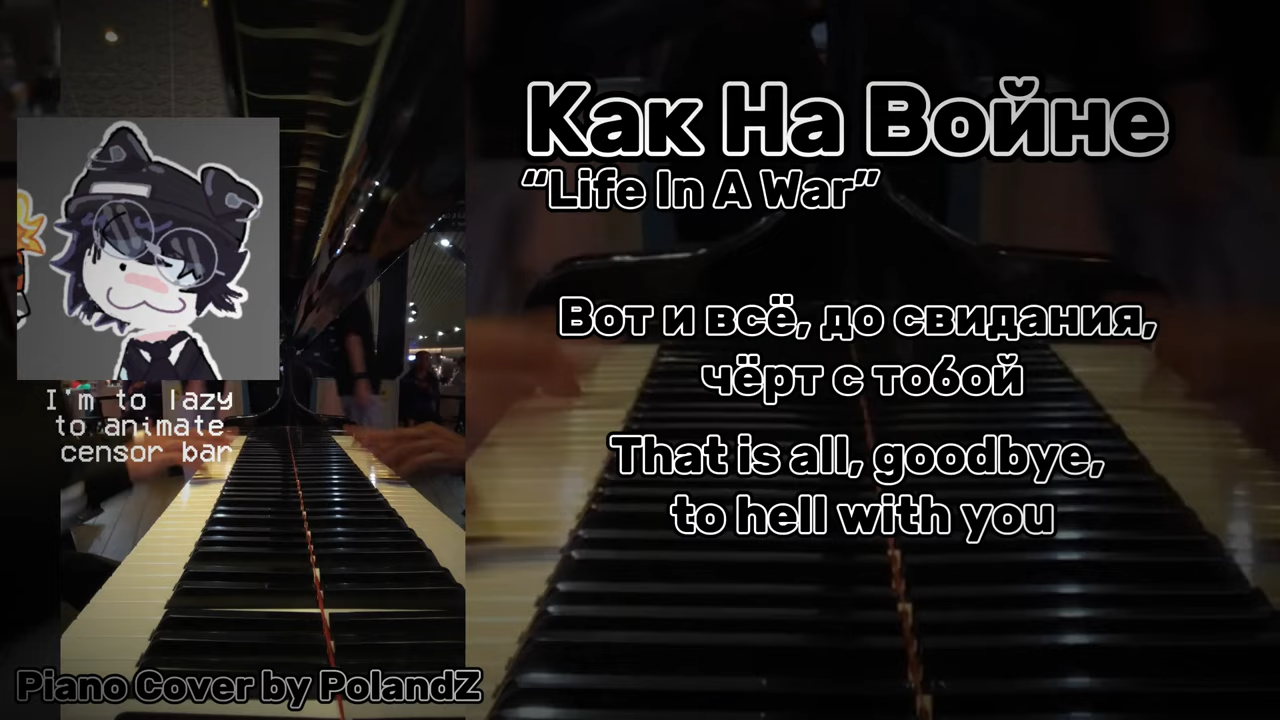 Как На Войне
“Life In A War”
Вот и всё, до свидания,
чёрт с тобой
That is all, goodbye,
to hell with you
I'm to lazy
to animate
censor bar
Piano Cover by PolandZ